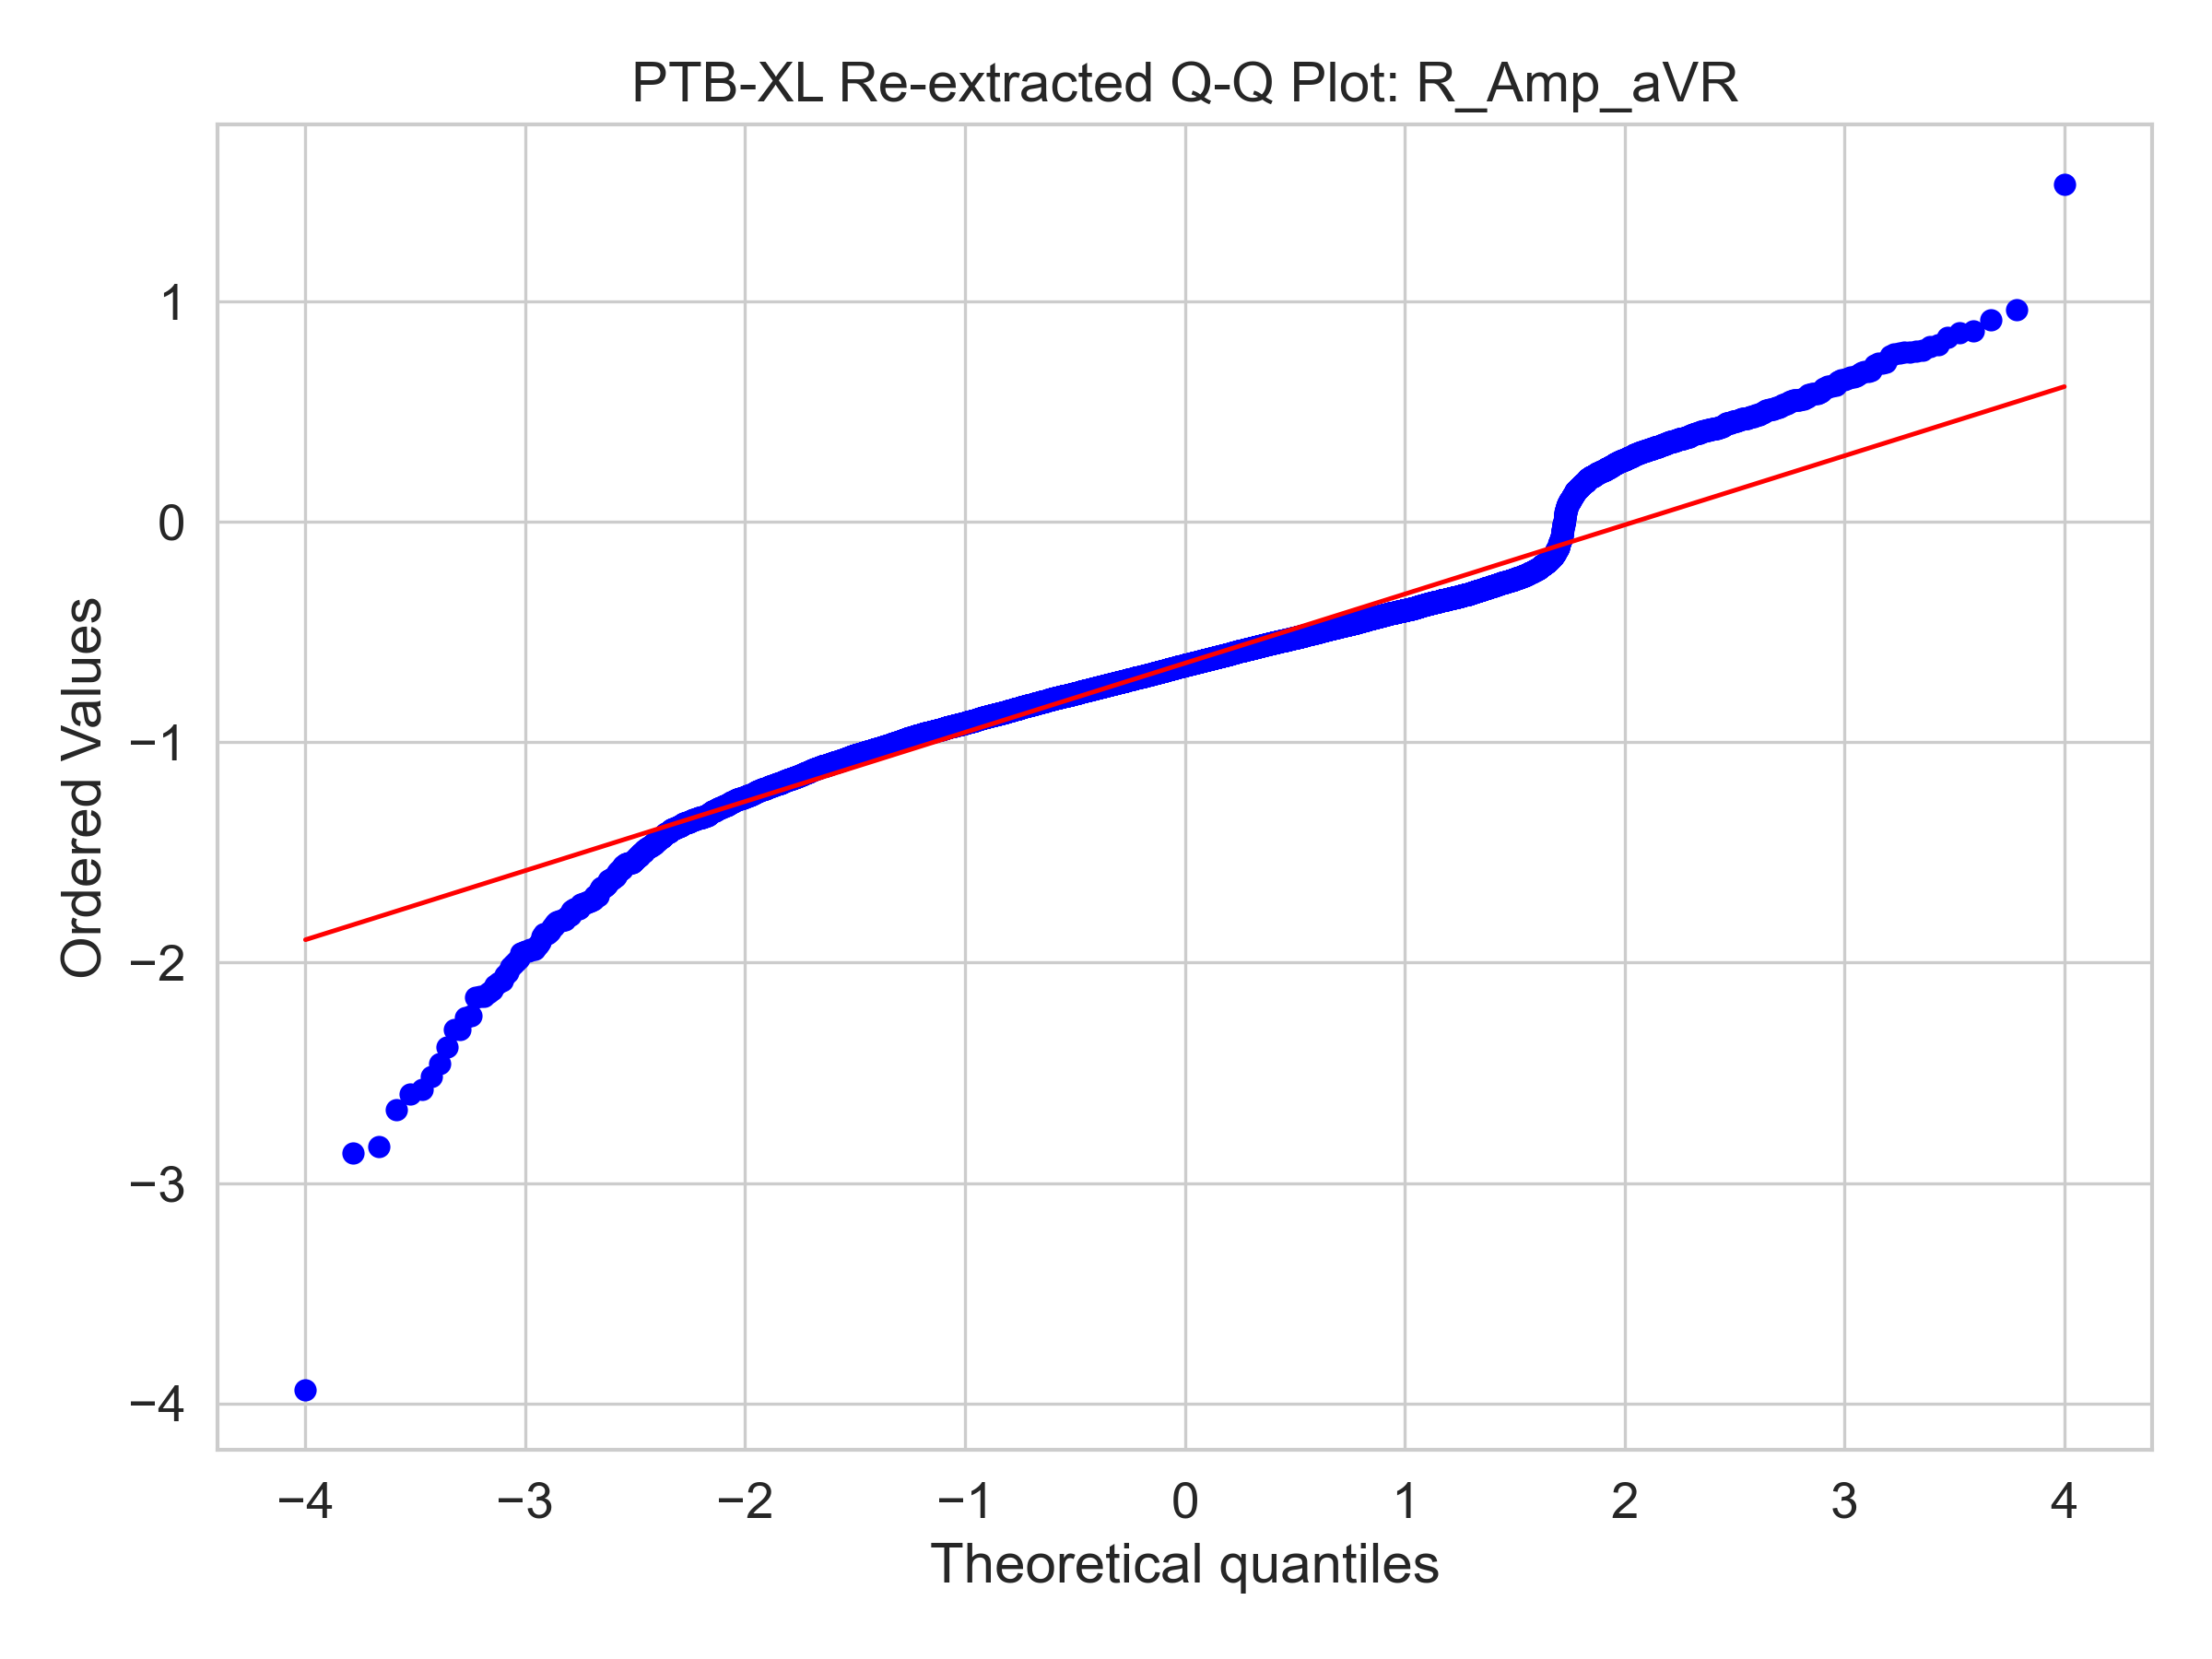 PTB-XL Re-extracted Q-Q Plot: R_Amp_aVR
1
0
−1
−2
−3
−4
Ordered Values
−4 −3 −2 −1 0 1 2 3 4
Theoretical quantiles